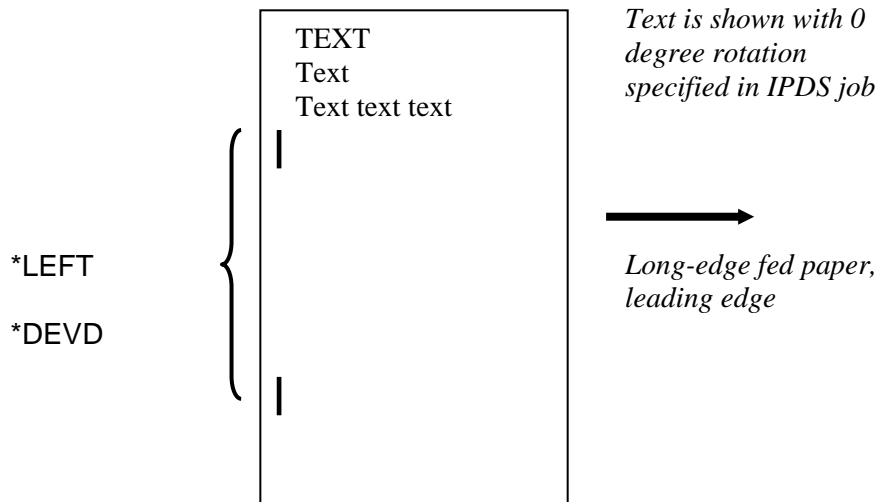 TEXT
Text
Text text text
Text is shown with 0
degree rotation
specified in IPDS job
*LEFT
*DEVD
Long-edge fed paper,
leading edge